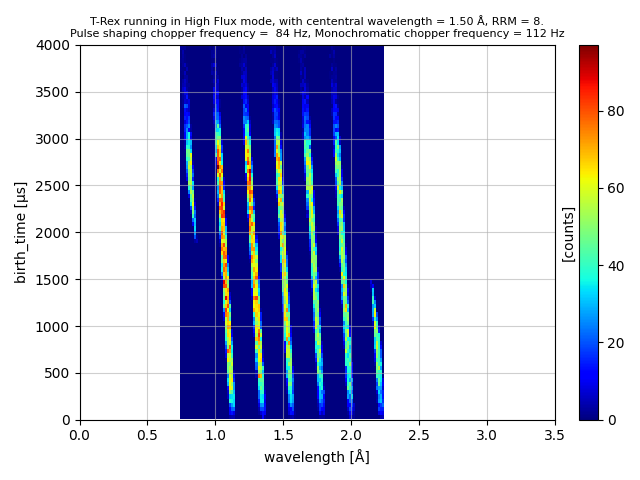 T-Rex running in High Flux mode, with cententral wavelength = 1.50 Å, RRM = 8.
Pulse shaping chopper frequency =  84 Hz, Monochromatic chopper frequency = 112 Hz
4000
3500
3000
2500
2000
1500
1000
500
0
birth_time [µs]
0.0 0.5 1.0 1.5 2.0 2.5 3.0 3.5
wavelength [Å]
80
60
40
20
0
[counts]